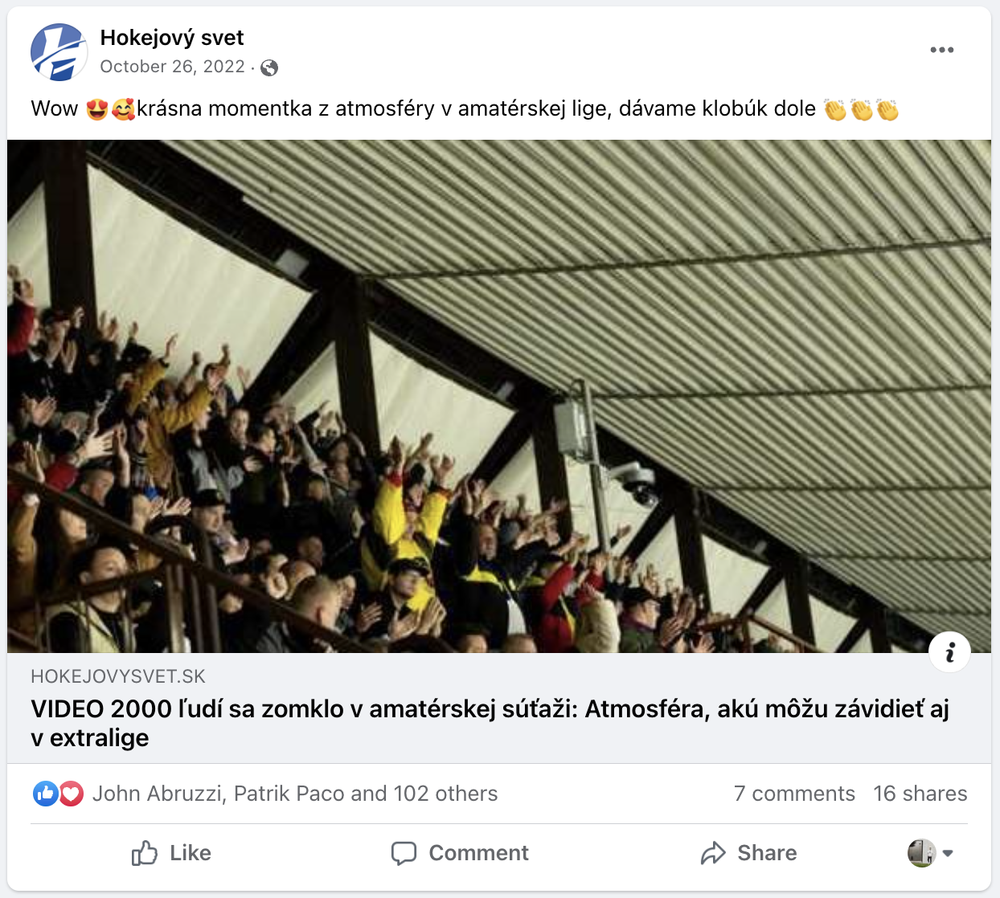 Hokejový svet
October 26, 2022 ·
Wow 😍🥰krásna momentka z atmosféry v amatérskej lige, dávame klobúk dole 👏👏👏
HOKEJOVYSVET.SK
VIDEO 2000 ľudí sa zomklo v amatérskej súťaži: Atmosféra, akú môžu závidieť aj
v extralige
John Abruzzi, Patrik Paco and 102 others 7 comments 16 shares
Like Comment Share